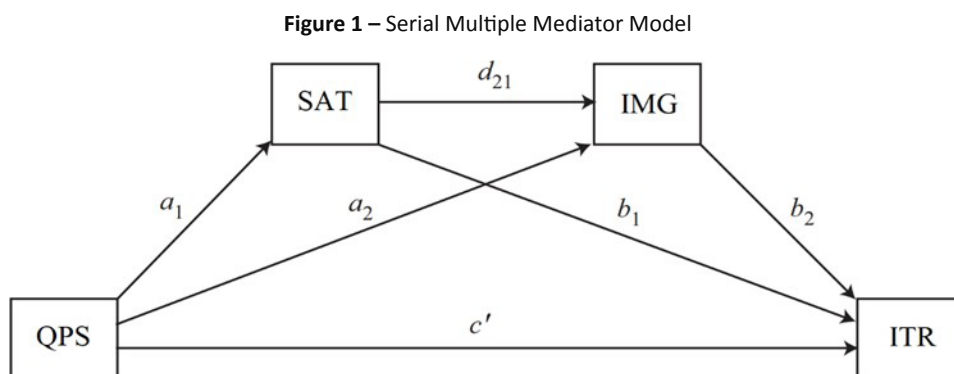 Figure 1 – Serial Multiple Mediator Model
d21
SAT
IMG
a1
a2
b1
b2
c′
QPS
ITR